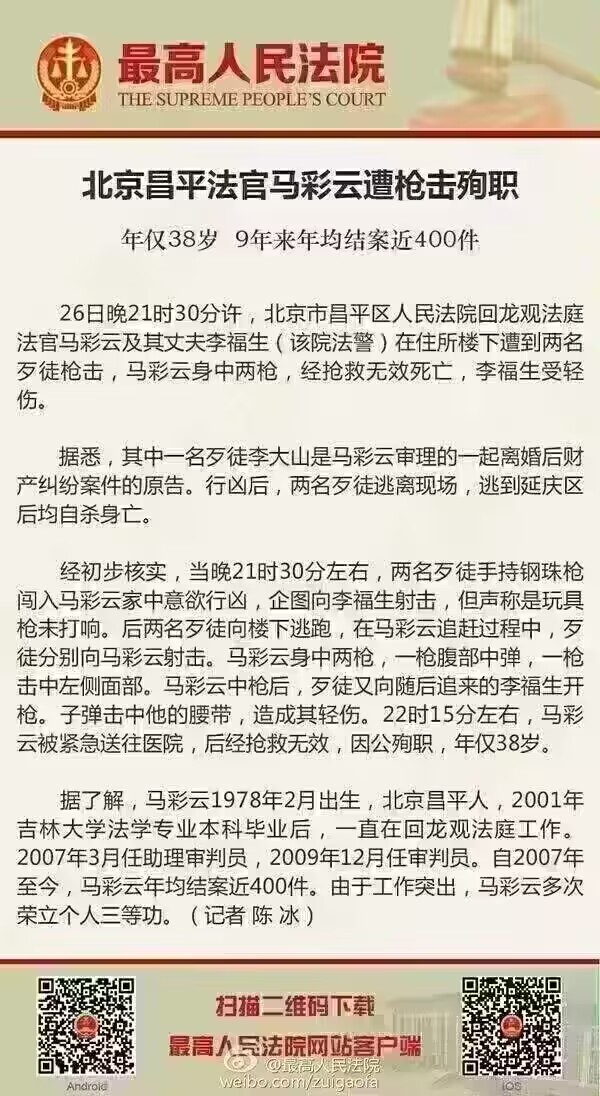 最高人民法院
THE SUPREME PEOPLE'S COURT
北京昌平法官马彩云遭枪击殉职
年仅38岁 9年来年均结案近400件
26日晚21时30分许，北京市昌平区人民法院回龙观法庭
法官马彩云及其丈夫李福生（该院法警）在住所楼下遭到两名
歹徒枪击，马彩云身中两枪，经抢救无效死亡，李福生受轻
伤。
据悉，其中一名歹徒李大山是马彩云审理的一起离婚后财
产纠纷案件的原告。行凶后，两名歹徒逃离现场，逃到延庆区
后均自杀身亡。
经初步核实，当晚21时30分左右，两名歹徒手持钢珠枪
闯入马彩云家中意欲行凶，企图向李福生射击，但声称是玩具
枪未打响。后两名歹徒向楼下逃跑，在马彩云追赶过程中，歹
徒分别向马彩云射击。马彩云身中两枪，一枪腹部中弹，一枪
击中左侧面部。马彩云中枪后，歹徒又向随后追来的李福生开
枪。子弹击中他的腰带，造成其轻伤。22时15分左右，马彩
云被紧急送往医院，后经抢救无效，因公殉职，年仅38岁。
据了解，马彩云1978年2月出生，北京昌平人，2001年
吉林大学法学专业本科毕业后，一直在回龙观法庭工作。
2007年3月任助理审判员，2009年12月任审判员。自2007年
至今，马彩云年均结案近400件。由于工作突出，马彩云多次
荣立个人三等功。（记者 陈 冰）
扫描二维码下载
最高人民法院网站客户端
@最高人民法院
weibo.com/zuigaofa
Android
iOS